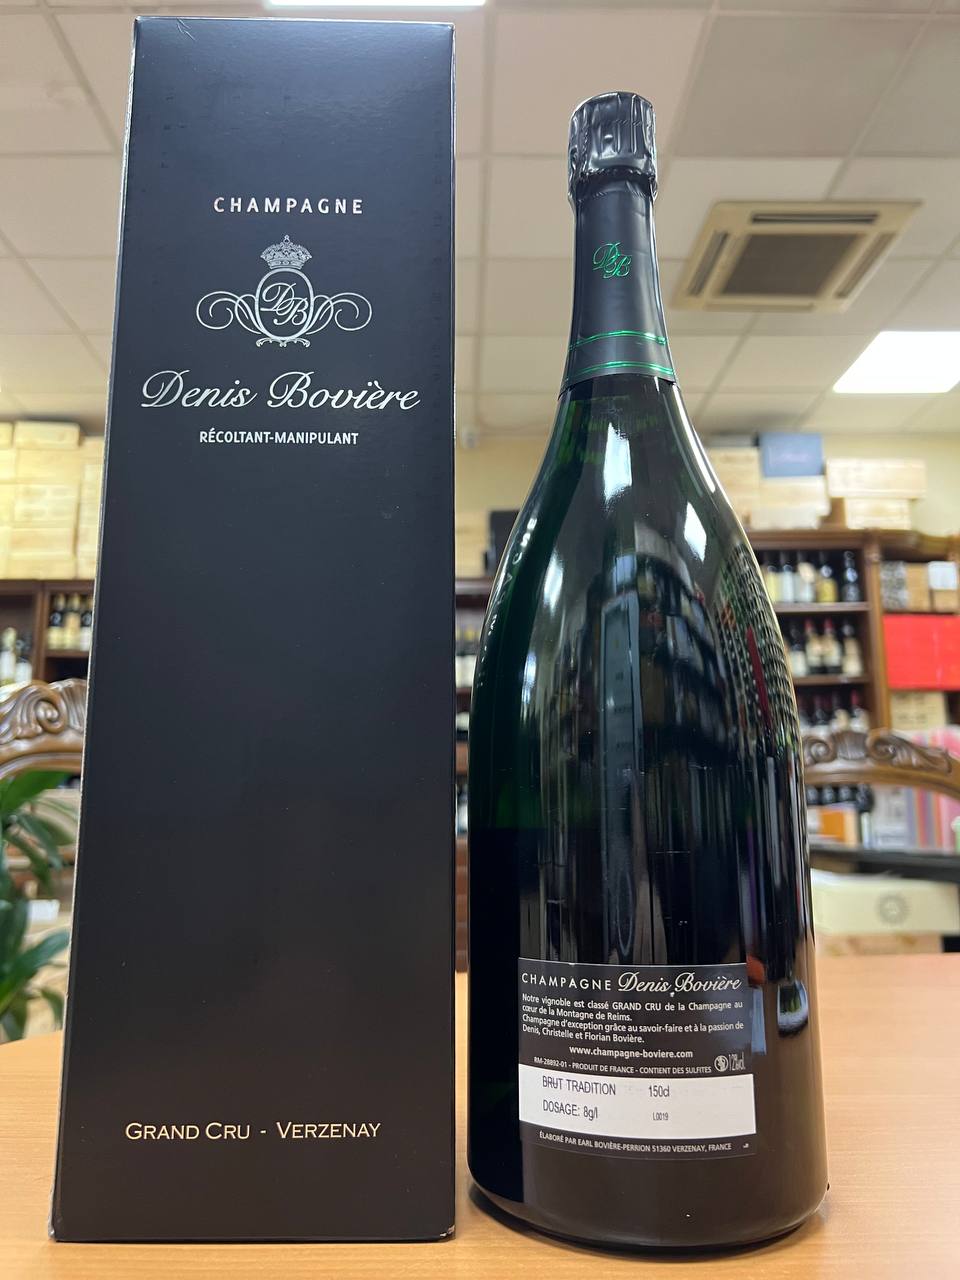 CHAMPAGNE
DB
Denis Bovière
RÉCOLTANT-MANIPULANT
GRAND CRU - VERZENAY
DB
CHAMPAGNE Denis Bovière
Notre vignoble est classé GRAND CRU de la Champagne au
cœur de la Montagne de Reims.
Champagne d'exception grâce au savoir-faire et à la passion de
Denis, Christelle et Florian Bovière.
www.champagne-boviere.com
RM-28892-01 - PRODUIT DE FRANCE - CONTIENT DES SULFITES 12%vol.
BRUT TRADITION 150cl
DOSAGE: 8g/l L0019
ÉLABORÉ PAR EARL BOVIÈRE-PERRION 51360 VERZENAY, FRANCE